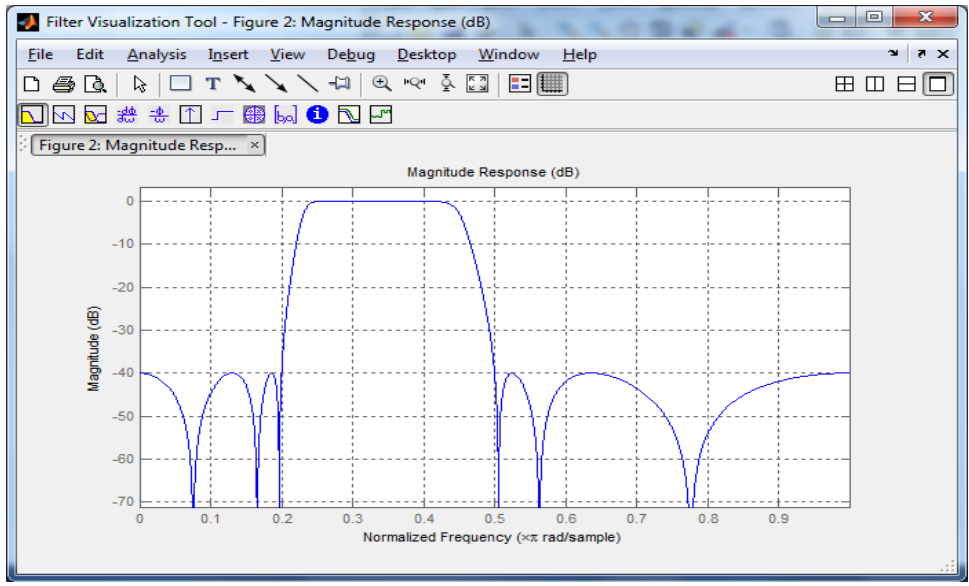 Filter Visualization Tool - Figure 2: Magnitude Response (dB)
File Edit Analysis Insert View Debug Desktop Window Help
T
[b,a] i
Figure 2: Magnitude Resp... ×
Magnitude Response (dB)
0
-10
-20
-30
-40
-50
-60
-70
Magnitude (dB)
0 0.1 0.2 0.3 0.4 0.5 0.6 0.7 0.8 0.9
Normalized Frequency (×π rad/sample)